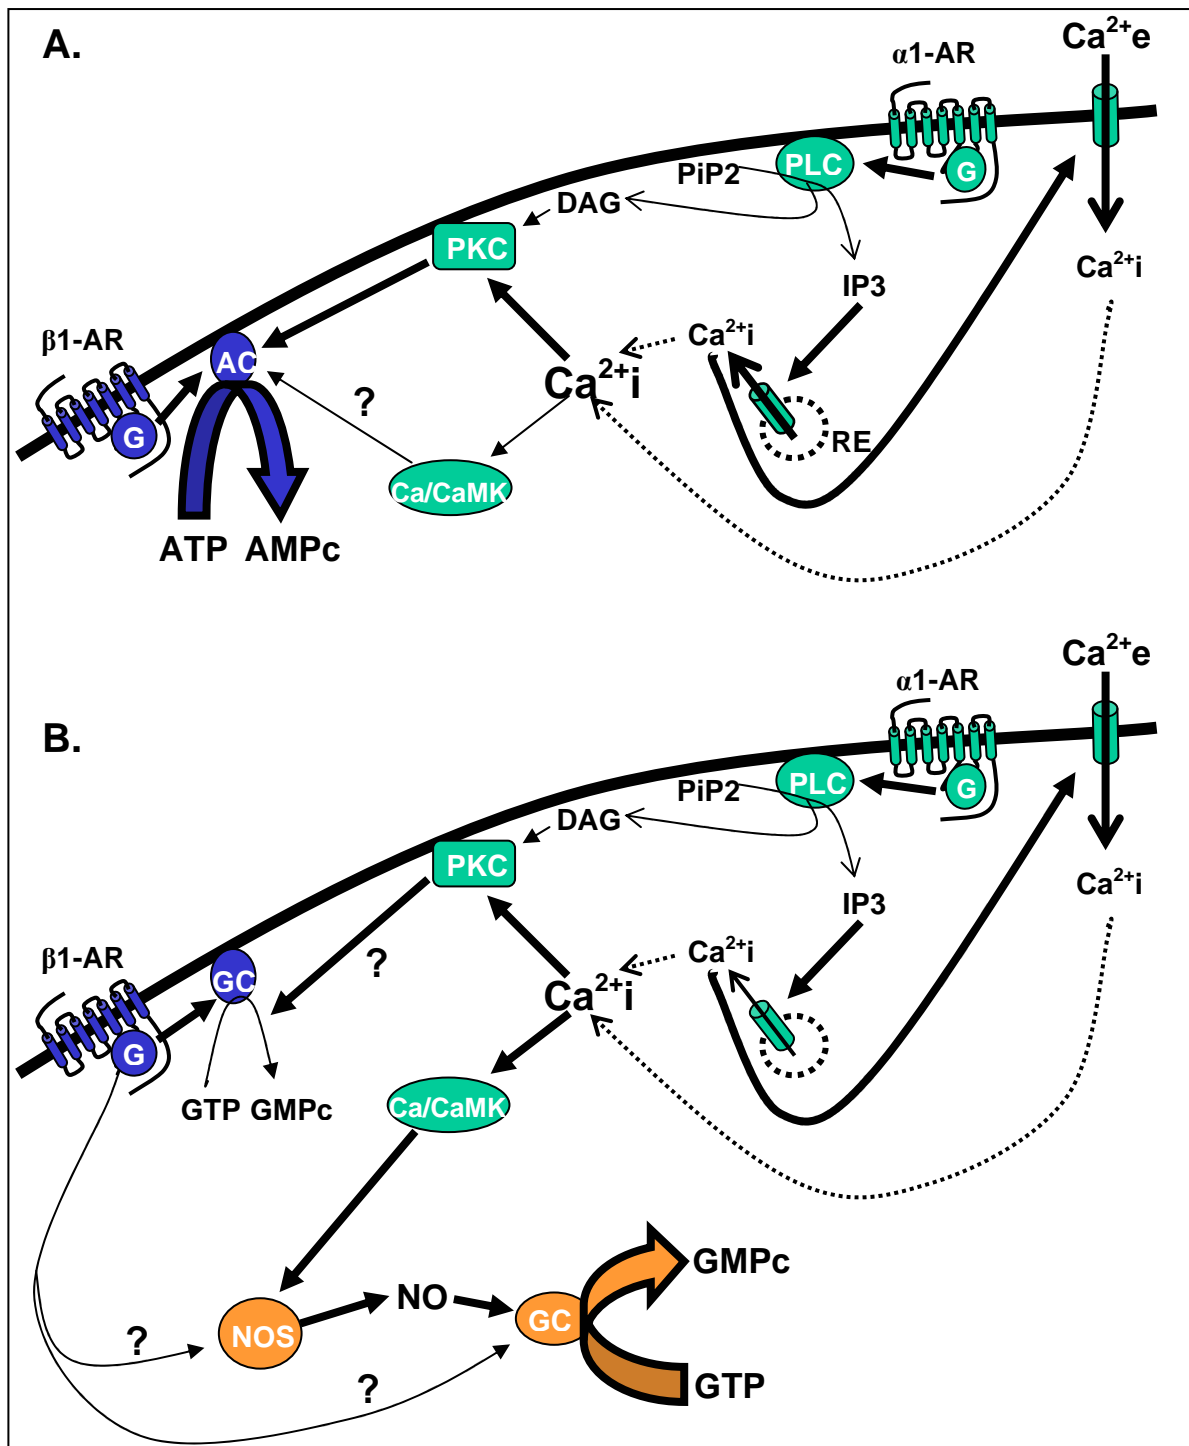 A.
Ca²⁺e
α1-AR
PiP2
PLC
G
DAG
PKC
Ca²⁺i
IP3
β1-AR
AC
Ca²⁺i
Ca²⁺i
?
G
RE
Ca/CaMK
ATP AMPc
Ca²⁺e
α1-AR
B.
PiP2
PLC
G
DAG
PKC
Ca²⁺i
IP3
β1-AR
?
Ca²⁺i
GC
Ca²⁺i
G
GTP GMPc
Ca/CaMK
GMPc
NO
NOS
GC
?
?
GTP